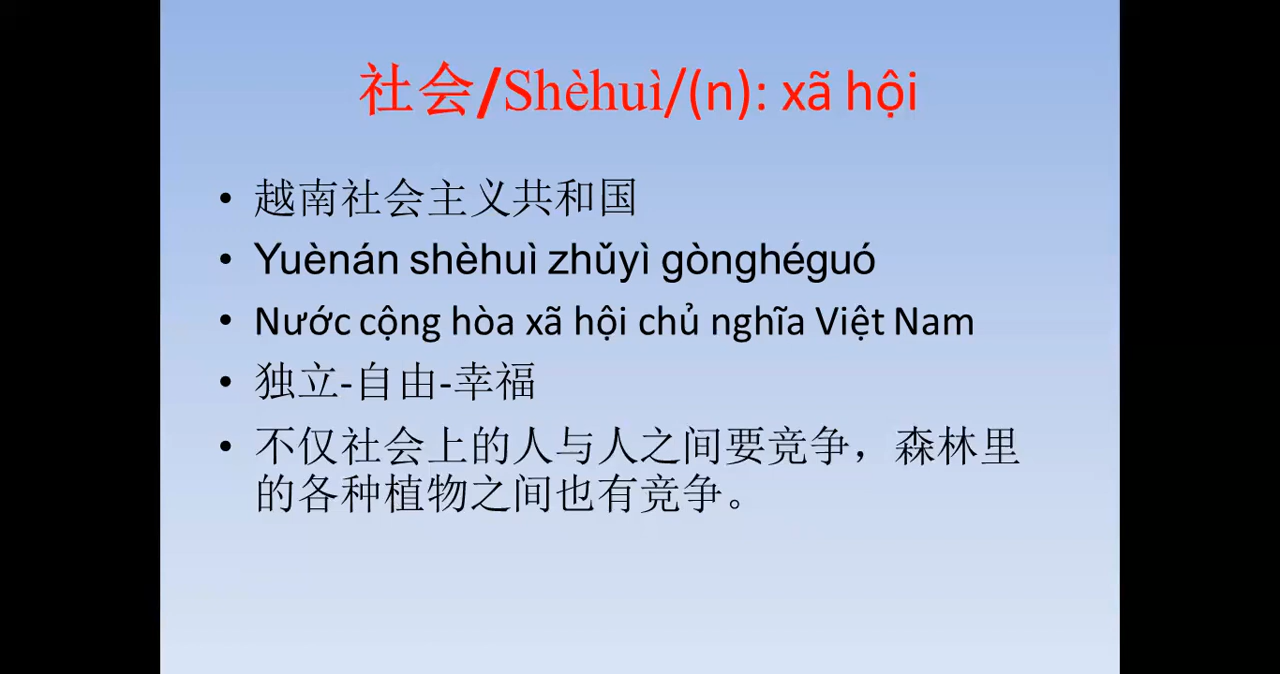 社会/Shèhuì/(n): xã hội
• 越南社会主义共和国
• Yuènán shèhuì zhǔyì gònghéguó
• Nước cộng hòa xã hội chủ nghĩa Việt Nam
• 独立-自由-幸福
• 不仅社会上的人与人之间要竞争，森林里
的各种植物之间也有竞争。